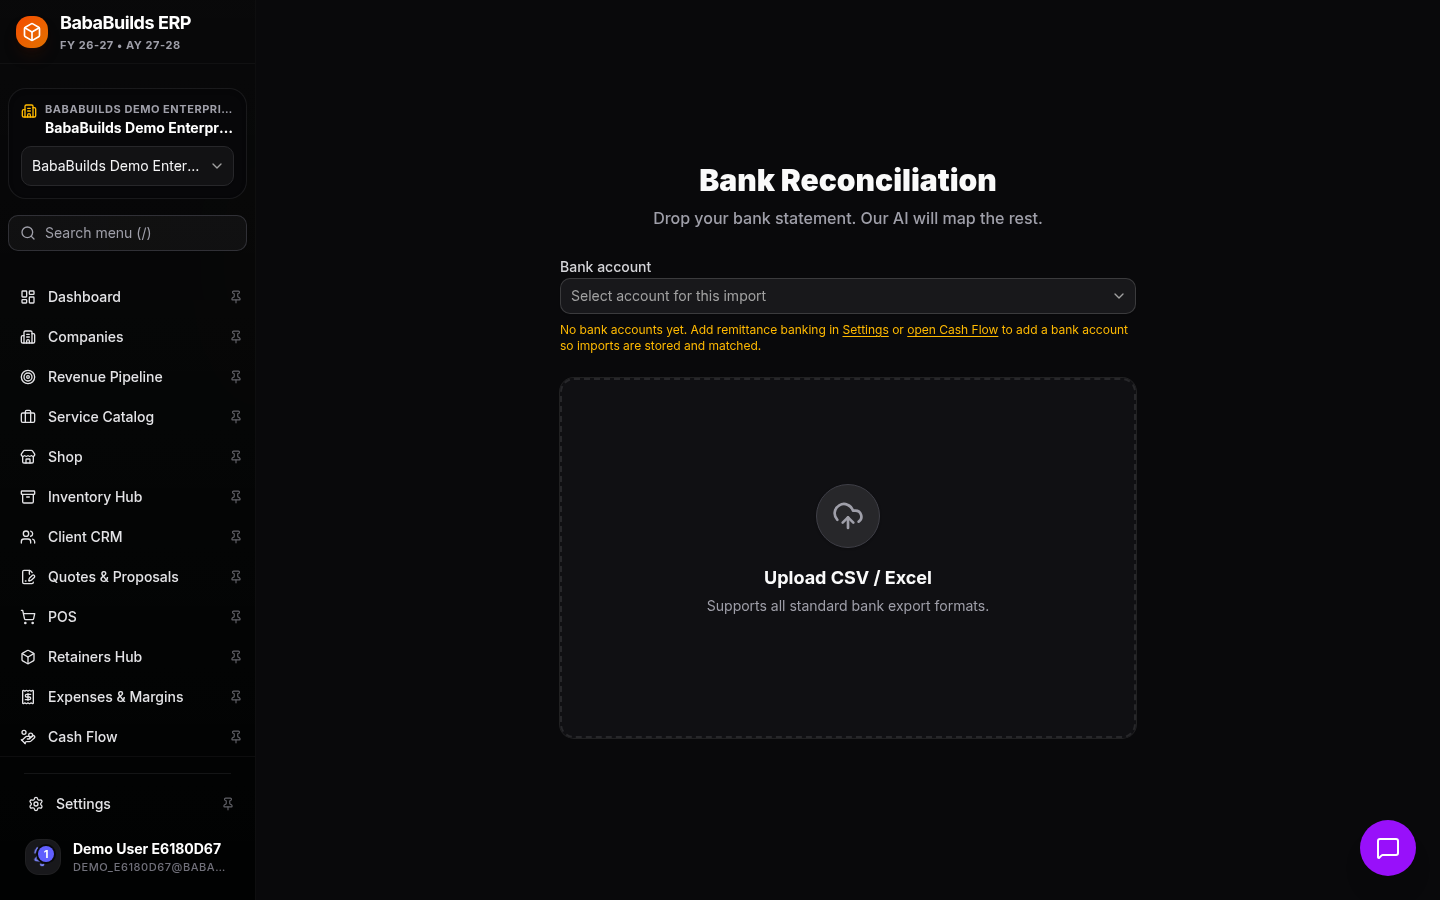 BabaBuilds ERP
FY 26-27 • AY 27-28
BABABUILDS DEMO ENTERPRI...
BabaBuilds Demo Enterpr...
BabaBuilds Demo Enter...
Search menu (/)
Dashboard
Companies
Revenue Pipeline
Service Catalog
Shop
Inventory Hub
Client CRM
Quotes & Proposals
POS
Retainers Hub
Expenses & Margins
Cash Flow
Settings
1
Demo User E6180D67
DEMO_E6180D67@BABA...
Bank Reconciliation
Drop your bank statement. Our AI will map the rest.
Bank account
Select account for this import
No bank accounts yet. Add remittance banking in Settings or open Cash Flow to add a bank account
so imports are stored and matched.
Upload CSV / Excel
Supports all standard bank export formats.